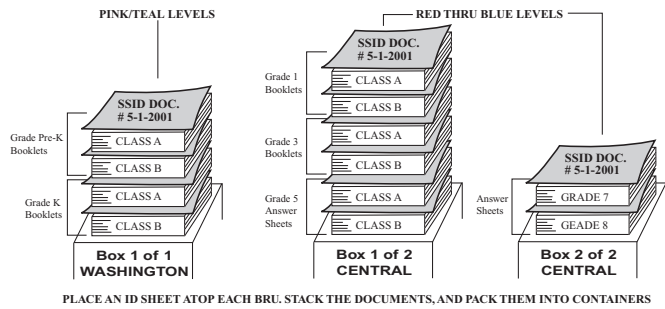 PINK/TEAL LEVELS
RED THRU BLUE LEVELS
SSID DOC.
# 5-1-2001
Grade Pre-K
Booklets
CLASS A
CLASS B
Grade K
Booklets
CLASS A
CLASS B
Box 1 of 1
WASHINGTON
SSID DOC.
# 5-1-2001
Grade 1
Booklets
CLASS A
CLASS B
Grade 3
Booklets
CLASS A
CLASS B
Grade 5
Answer
Sheets
CLASS A
CLASS B
Box 1 of 2
CENTRAL
SSID DOC.
# 5-1-2001
Answer
Sheets
GRADE 7
GEADE 8
Box 2 of 2
CENTRAL
PLACE AN ID SHEET ATOP EACH BRU. STACK THE DOCUMENTS, AND PACK THEM INTO CONTAINERS